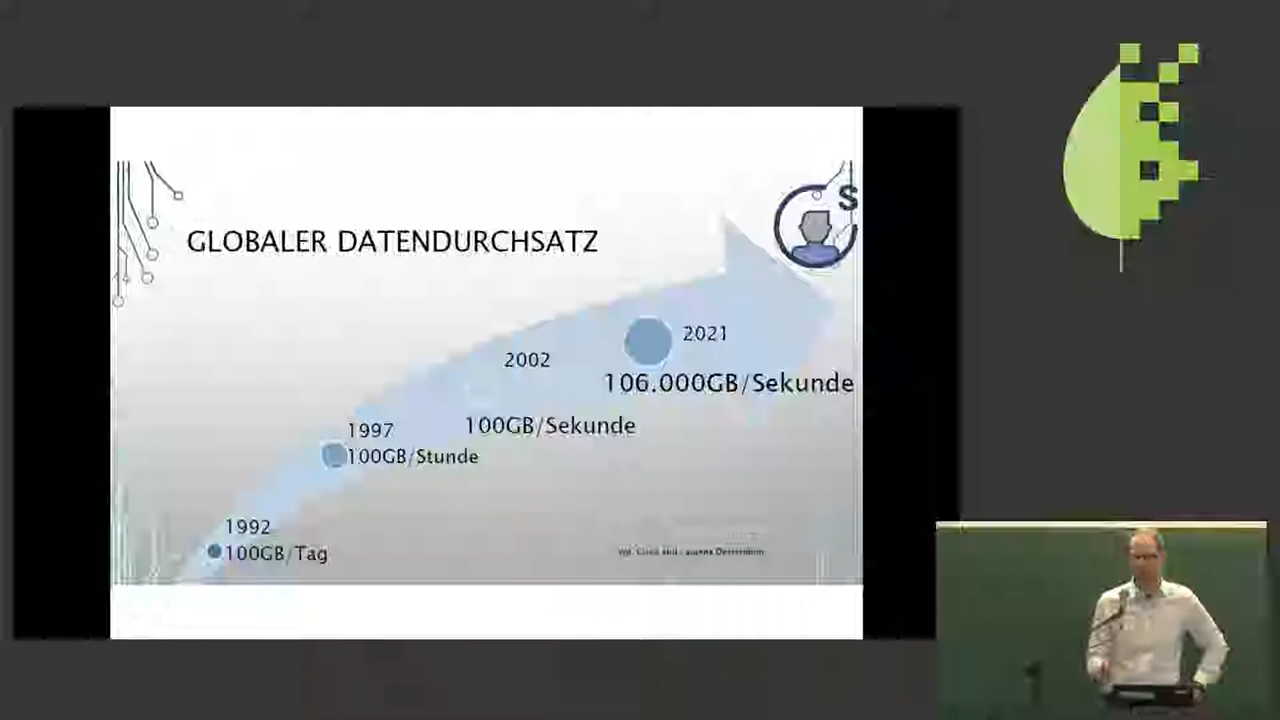 GLOBALER DATENDURCHSATZ
S
2021
106.000GB/Sekunde
2002
100GB/Sekunde
1997
100GB/Stunde
1992
100GB/Tag